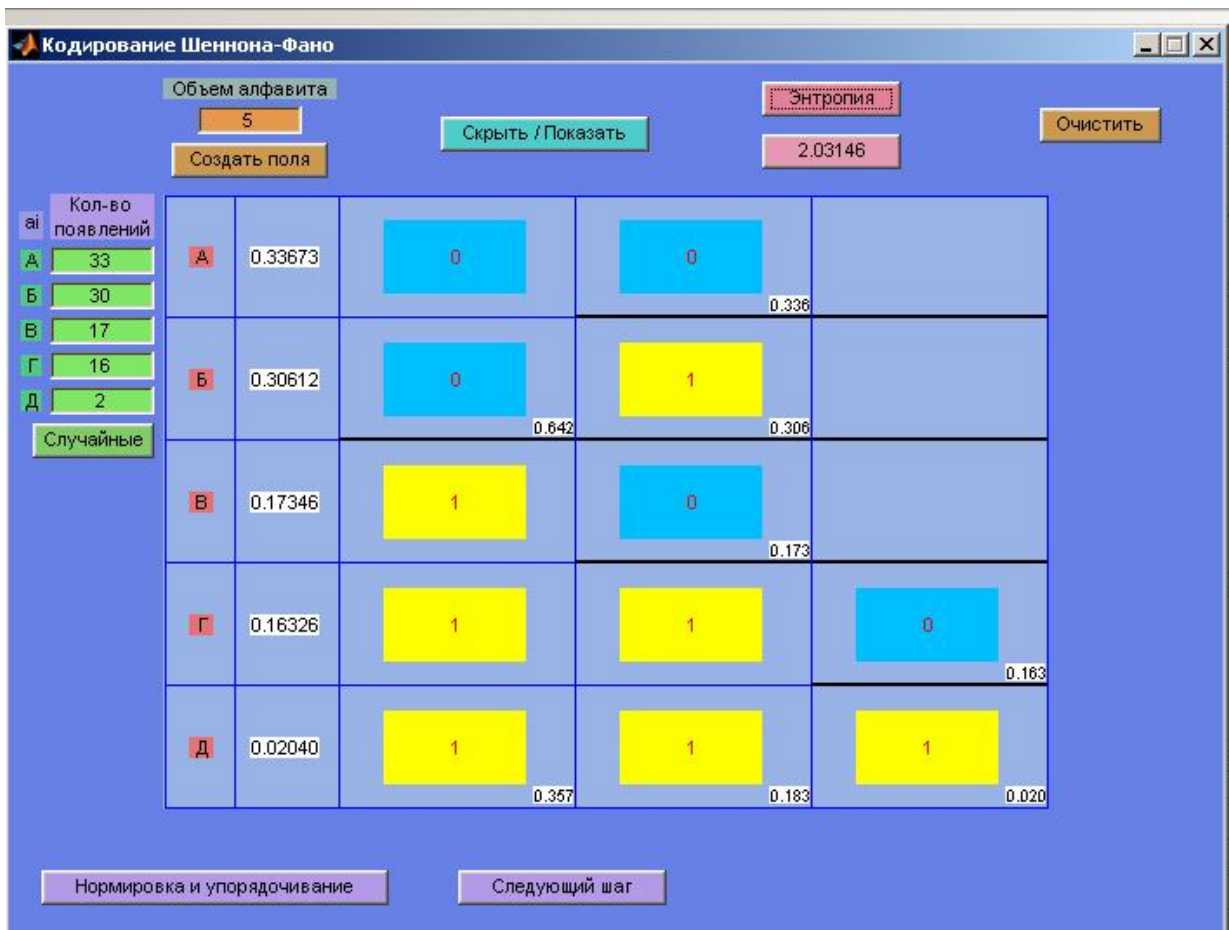 Кодирование Шеннона-Фано
Объем алфавита
5
Создать поля
Скрыть / Показать
Энтропия
2.03146
Очистить
ai
Кол-во
появлений
А 33
Б 30
В 17
Г 16
Д 2
Случайные
А 0.33673 0 0
0.336
Б 0.30612 0 1
0.642 0.306
В 0.17346 1 0
0.173
Г 0.16326 1 1 0
0.163
Д 0.02040 1 1 1
0.357 0.183 0.020
Нормировка и упорядочивание
Следующий шаг